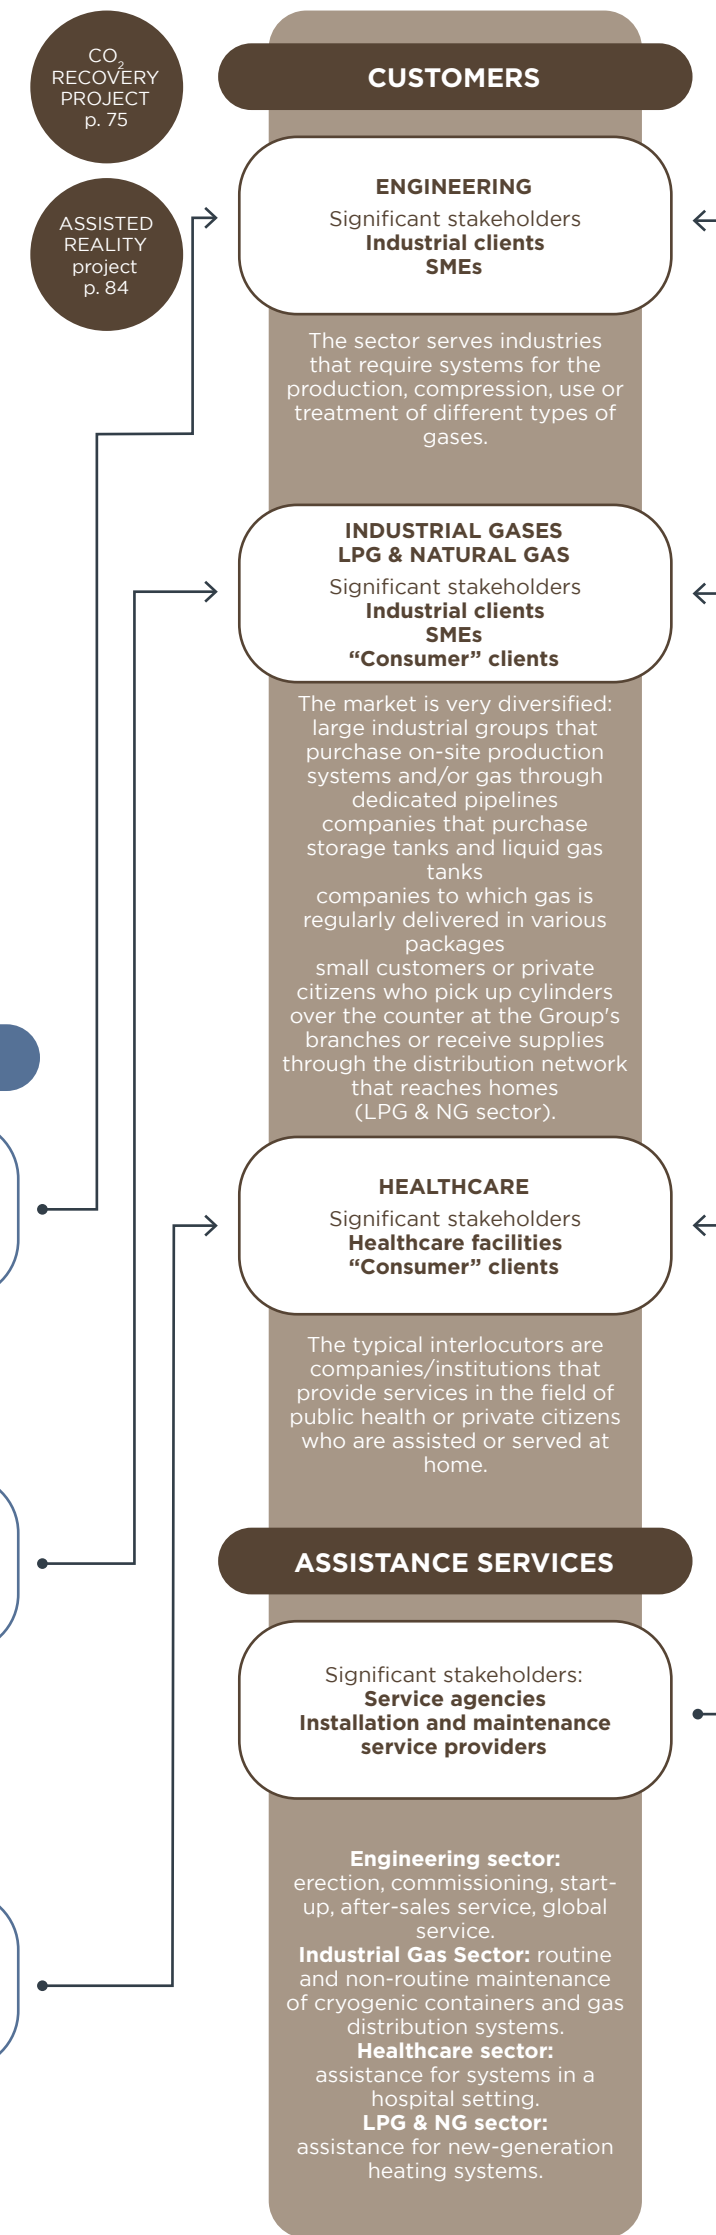 CO2
RECOVERY
PROJECT
p. 75
ASSISTED
REALITY
project
p. 84
CUSTOMERS
ENGINEERING
Significant stakeholders
Industrial clients
SMEs
The sector serves industries
that require systems for the
production, compression, use or
treatment of different types of
gases.
INDUSTRIAL GASES
LPG & NATURAL GAS
Significant stakeholders
Industrial clients
SMEs
“Consumer” clients
The market is very diversified:
large industrial groups that
purchase on-site production
systems and/or gas through
dedicated pipelines
companies that purchase
storage tanks and liquid gas
tanks
companies to which gas is
regularly delivered in various
packages
small customers or private
citizens who pick up cylinders
over the counter at the Group's
branches or receive supplies
through the distribution network
that reaches homes
(LPG & NG sector).
HEALTHCARE
Significant stakeholders
Healthcare facilities
“Consumer” clients
The typical interlocutors are
companies/institutions that
provide services in the field of
public health or private citizens
who are assisted or served at
home.
ASSISTANCE SERVICES
Significant stakeholders:
Service agencies
Installation and maintenance
service providers
Engineering sector:
erection, commissioning, start-
up, after-sales service, global
service.
Industrial Gas Sector: routine
and non-routine maintenance
of cryogenic containers and gas
distribution systems.
Healthcare sector:
assistance for systems in a
hospital setting.
LPG & NG sector:
assistance for new-generation
heating systems.